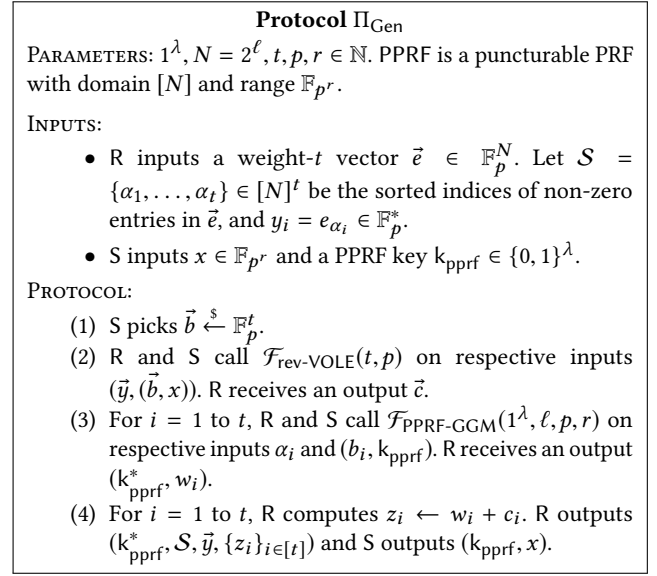 Protocol Π_Gen
PARAMETERS: 1^λ, N = 2^ℓ, t, p, r ∈ ℕ. PPRF is a puncturable PRF
with domain [N] and range 𝔽_{p^r}.
INPUTS:
• R inputs a weight-t vector e⃗ ∈ 𝔽_p^N. Let 𝒮 =
{α_1, . . . , α_t} ∈ [N]^t be the sorted indices of non-zero
entries in e⃗, and y_i = e_{α_i} ∈ 𝔽_p^*.
• S inputs x ∈ 𝔽_{p^r} and a PPRF key k_pprf ∈ {0, 1}^λ.
PROTOCOL:
(1) S picks b⃗ ←$ 𝔽_p^t.
(2) R and S call ℱ_rev-VOLE(t, p) on respective inputs
(y⃗, (b⃗, x)). R receives an output c⃗.
(3) For i = 1 to t, R and S call ℱ_PPRF-GGM(1^λ, ℓ, p, r) on
respective inputs α_i and (b_i, k_pprf). R receives an output
(k_pprf^*, w_i).
(4) For i = 1 to t, R computes z_i ← w_i + c_i. R outputs
(k_pprf^*, 𝒮, y⃗, {z_i}_{i∈[t]}) and S outputs (k_pprf, x).